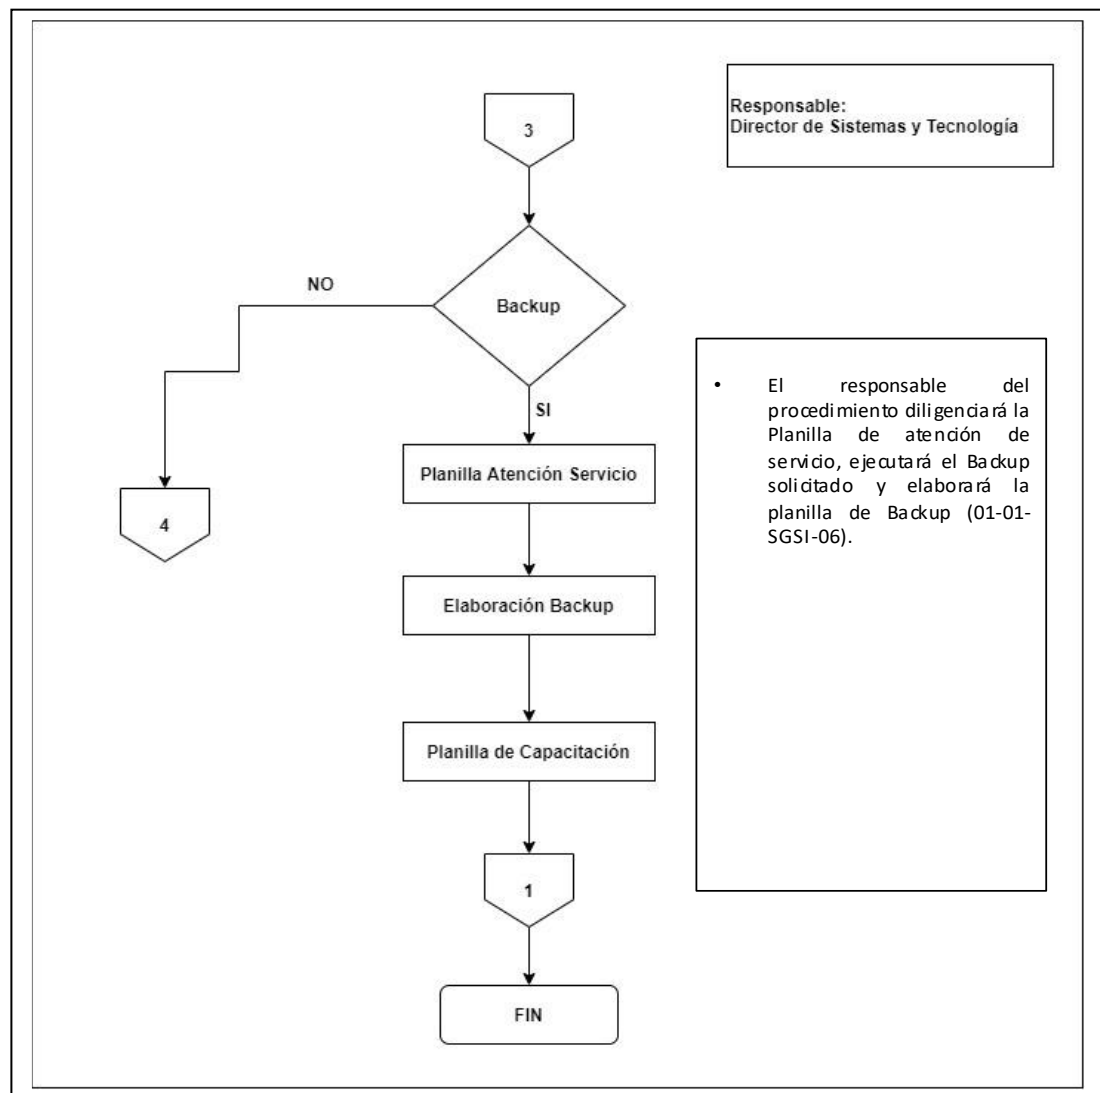 3
Responsable:
Director de Sistemas y Tecnología
NO
Backup
SI
Planilla Atención Servicio
4
Elaboración Backup
Planilla de Capacitación
1
FIN
• El responsable del
procedimiento diligenciará la
Planilla de atención de
servicio, ejecutará el Backup
solicitado y elaborará la
planilla de Backup (01-01-
SGSI-06).